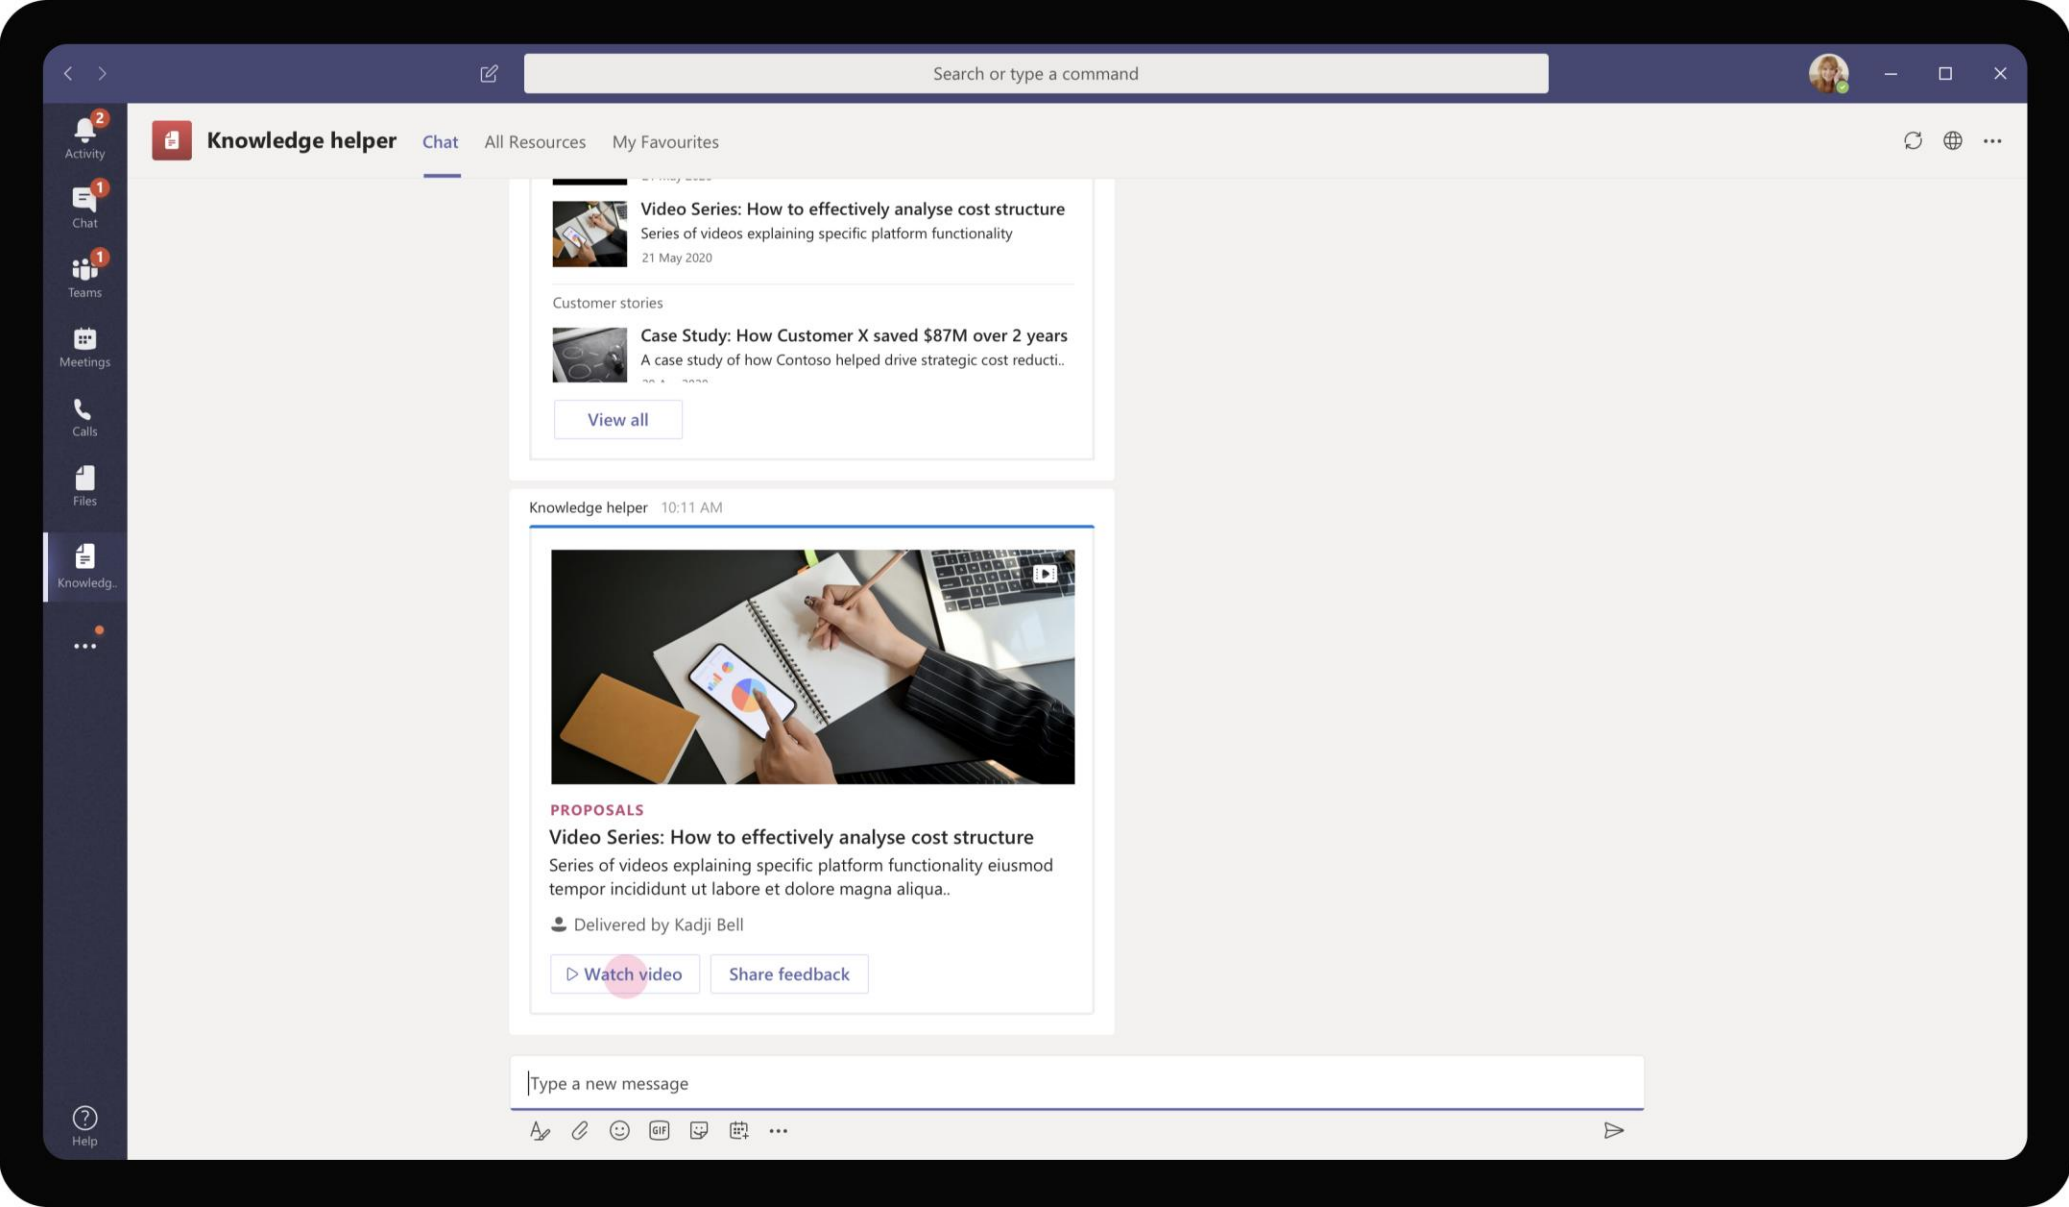 Search or type a command
2
Activity
1
Chat
1
Teams
Meetings
Calls
Files
Knowledg..
Help
Knowledge helper
Chat
All Resources
My Favourites
Video Series: How to effectively analyse cost structure
Series of videos explaining specific platform functionality
21 May 2020
Customer stories
Case Study: How Customer X saved $87M over 2 years
A case study of how Contoso helped drive strategic cost reducti..
View all
Knowledge helper 10:11 AM
PROPOSALS
Video Series: How to effectively analyse cost structure
Series of videos explaining specific platform functionality eiusmod
tempor incididunt ut labore et dolore magna aliqua..
Delivered by Kadji Bell
Watch video
Share feedback
Type a new message
GIF